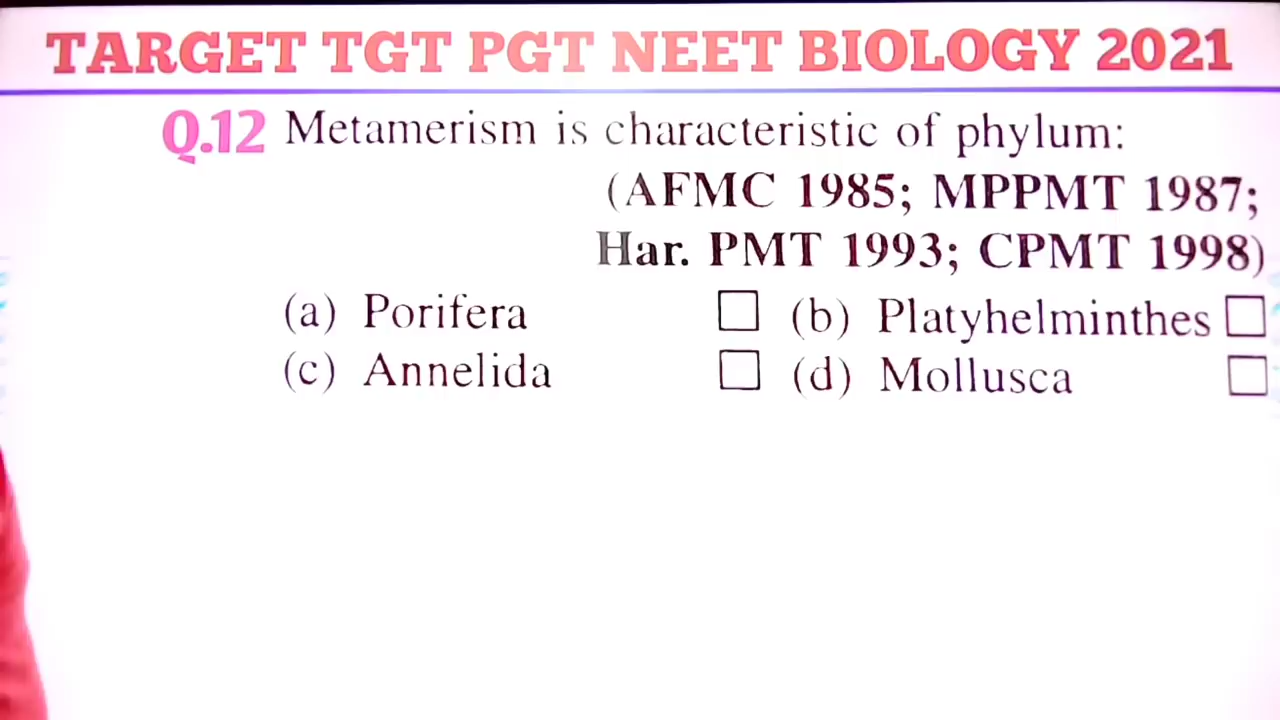 TARGET TGT PGT NEET BIOLOGY 2021
Q.12 Metamerism is characteristic of phylum:
(AFMC 1985; MPPMT 1987;
Har. PMT 1993; CPMT 1998)
(a) Porifera (b) Platyhelminthes
(c) Annelida (d) Mollusca